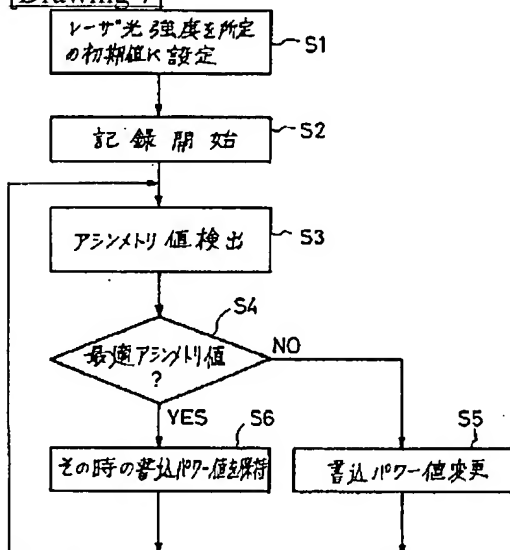 レーザ光強度を所定
の初期値に設定
S1
記録開始
S2
アシンメトリ値検出
S3
S4
最適アシンメトリ値
?
NO
YES
S6
S5
その時の書込パワー値を保持
書込パワー値変更